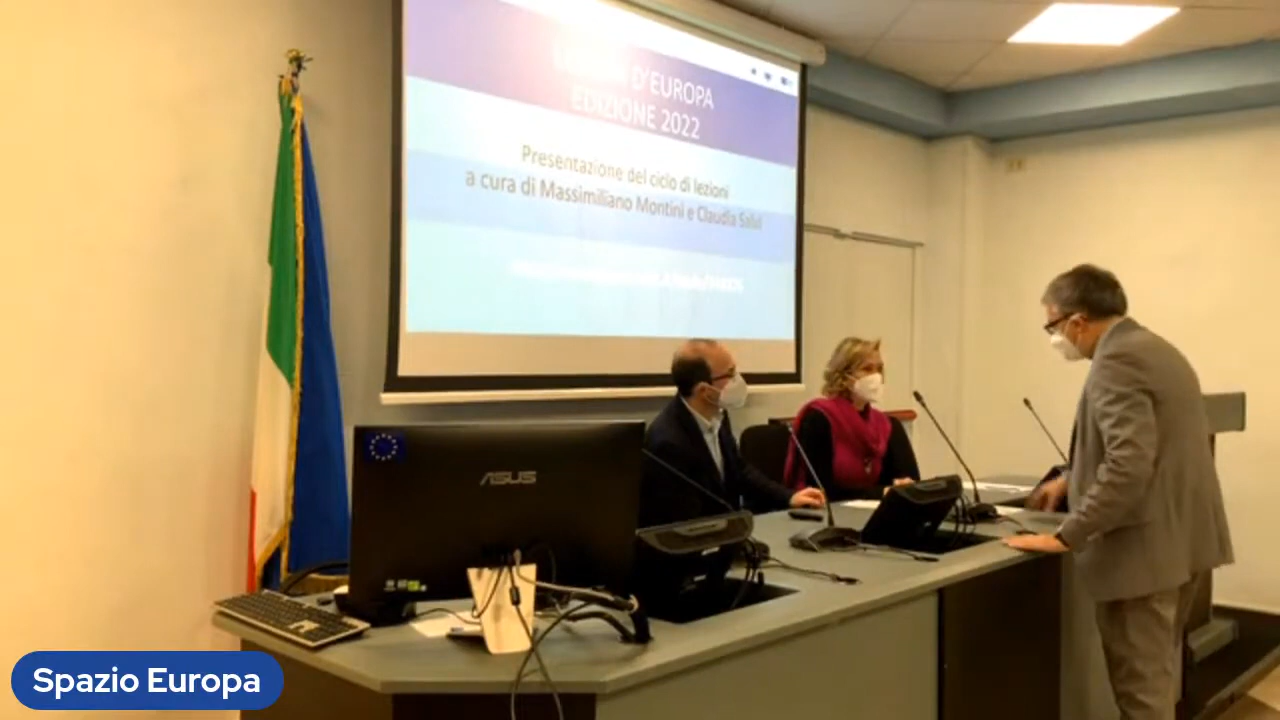 D'EUROPA
EDIZIONE 2022
Presentazione del ciclo di lezioni
a cura di Massimiliano Montini e Claudia Salvi
ASUS
Spazio Europa